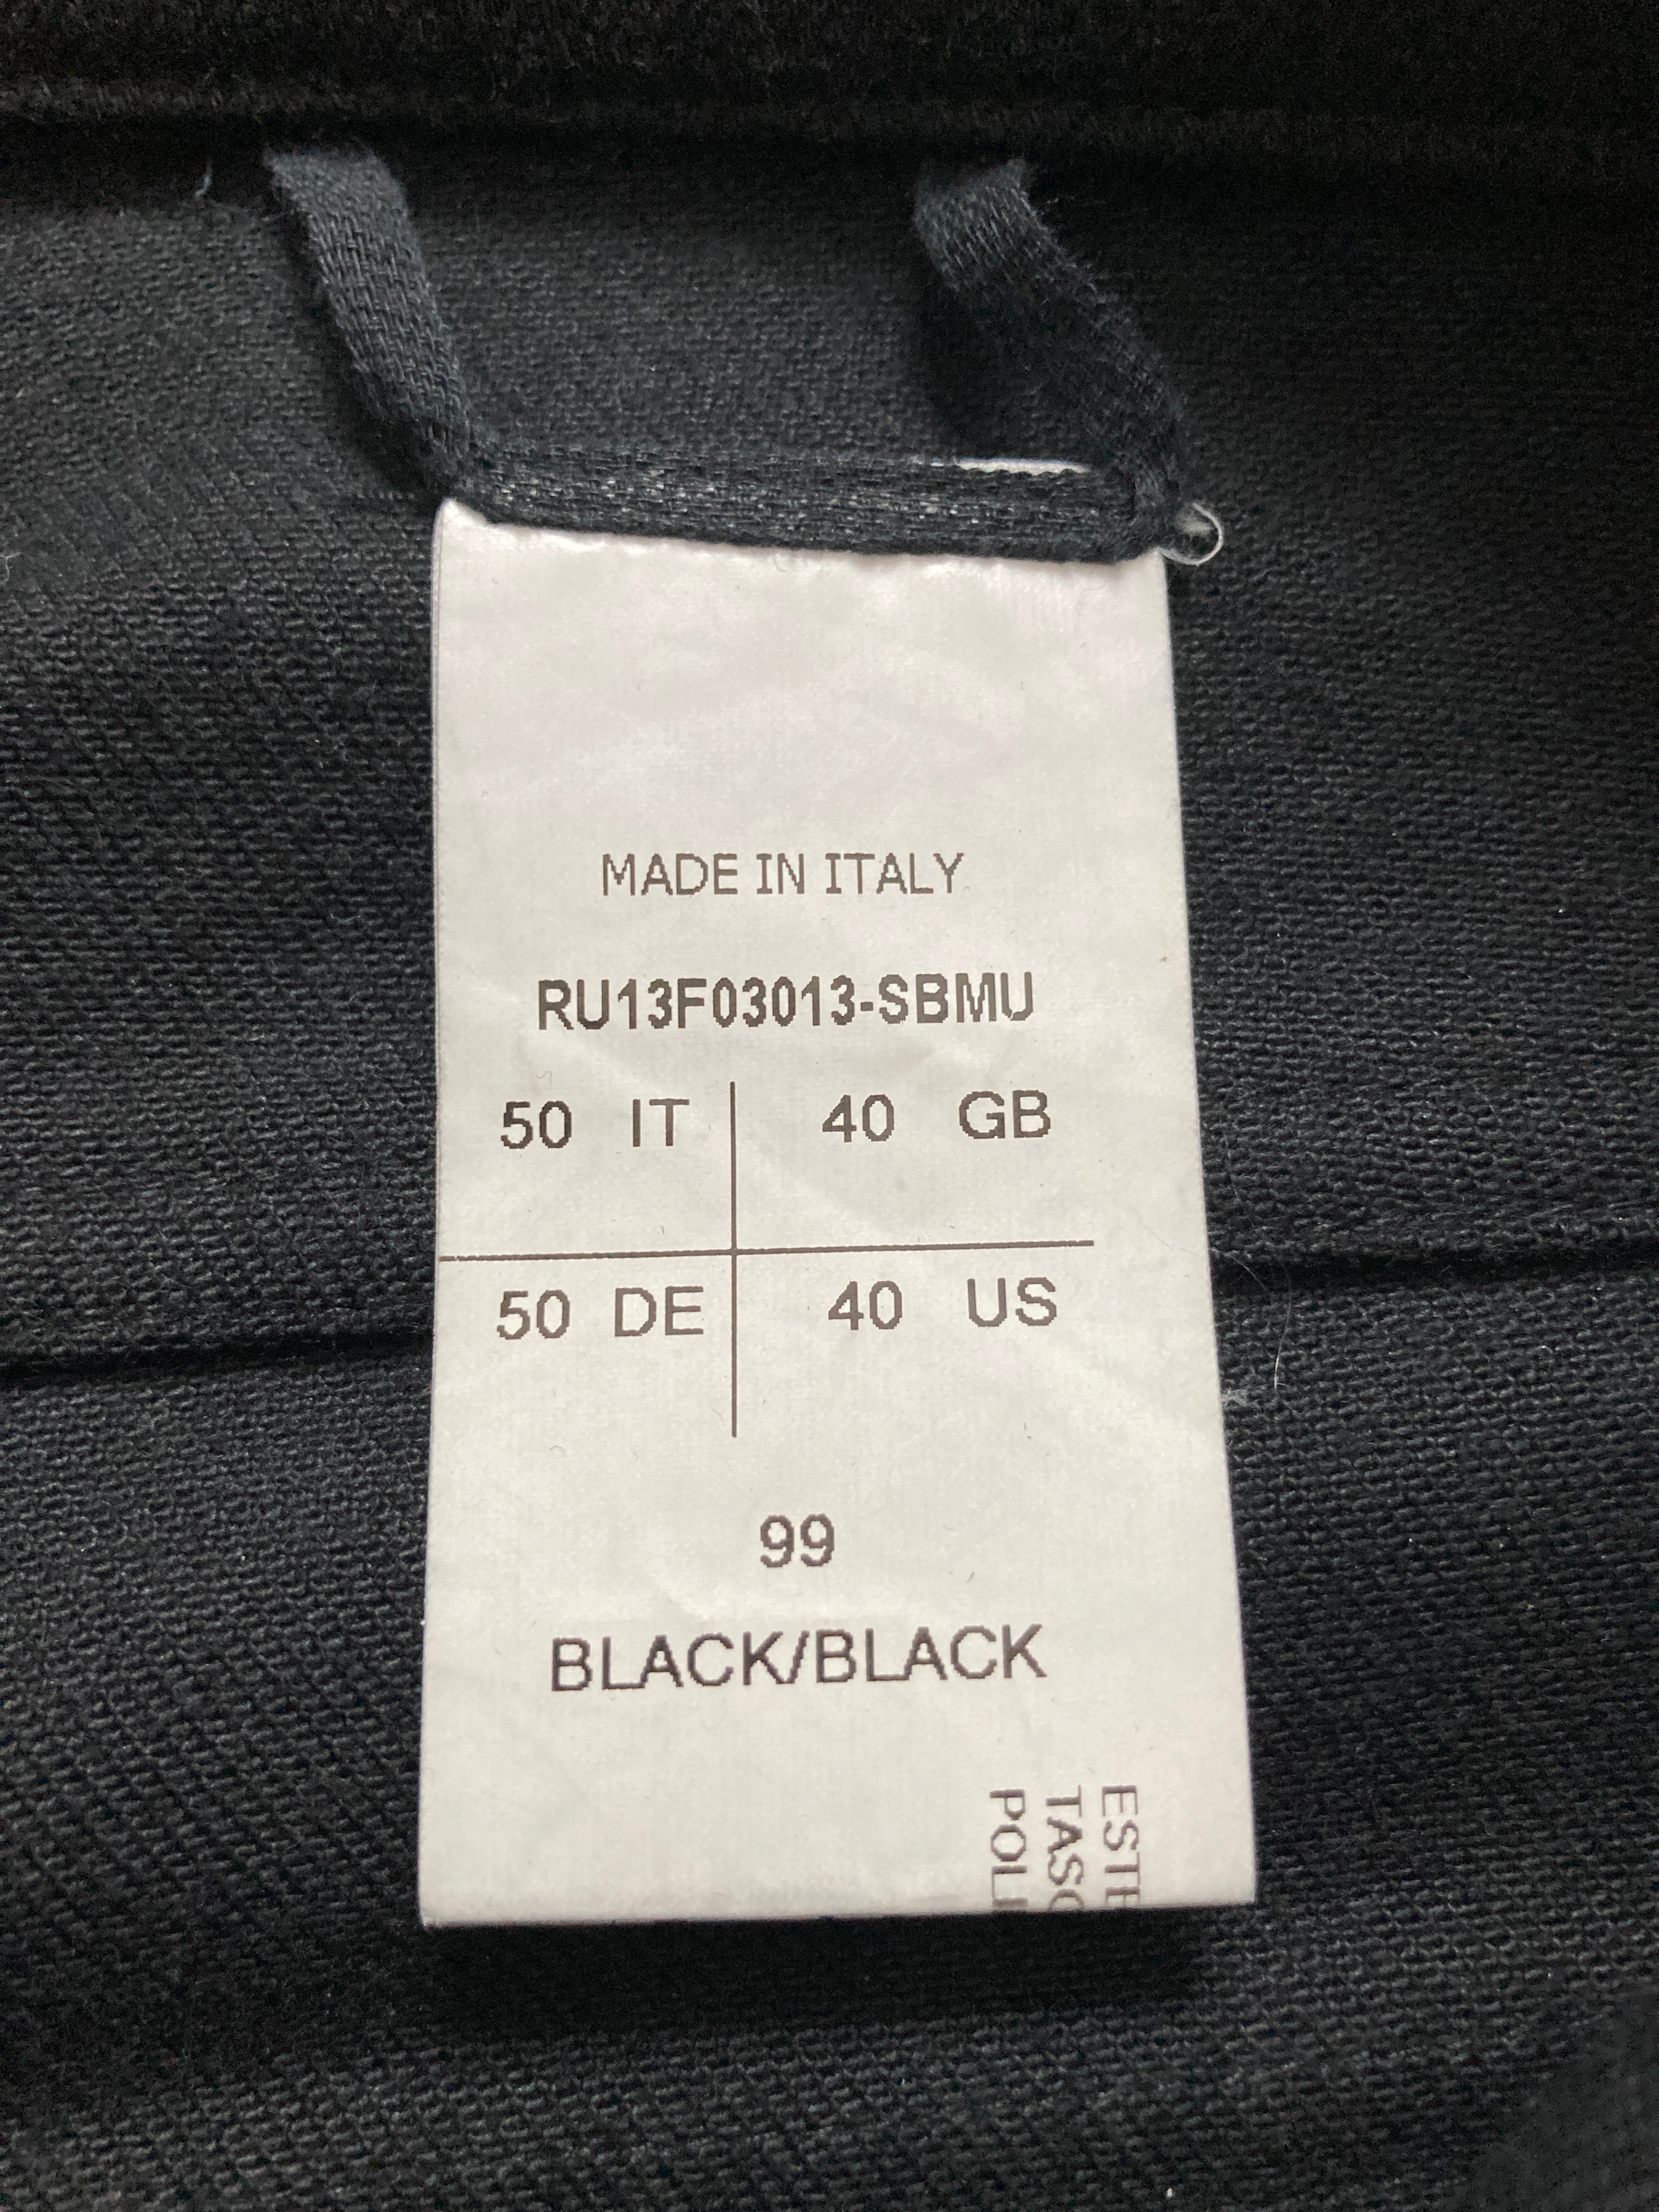 MADE IN ITALY
RU13F03013-SBMU
50 IT 40 GB
50 DE 40 US
99
BLACK/BLACK